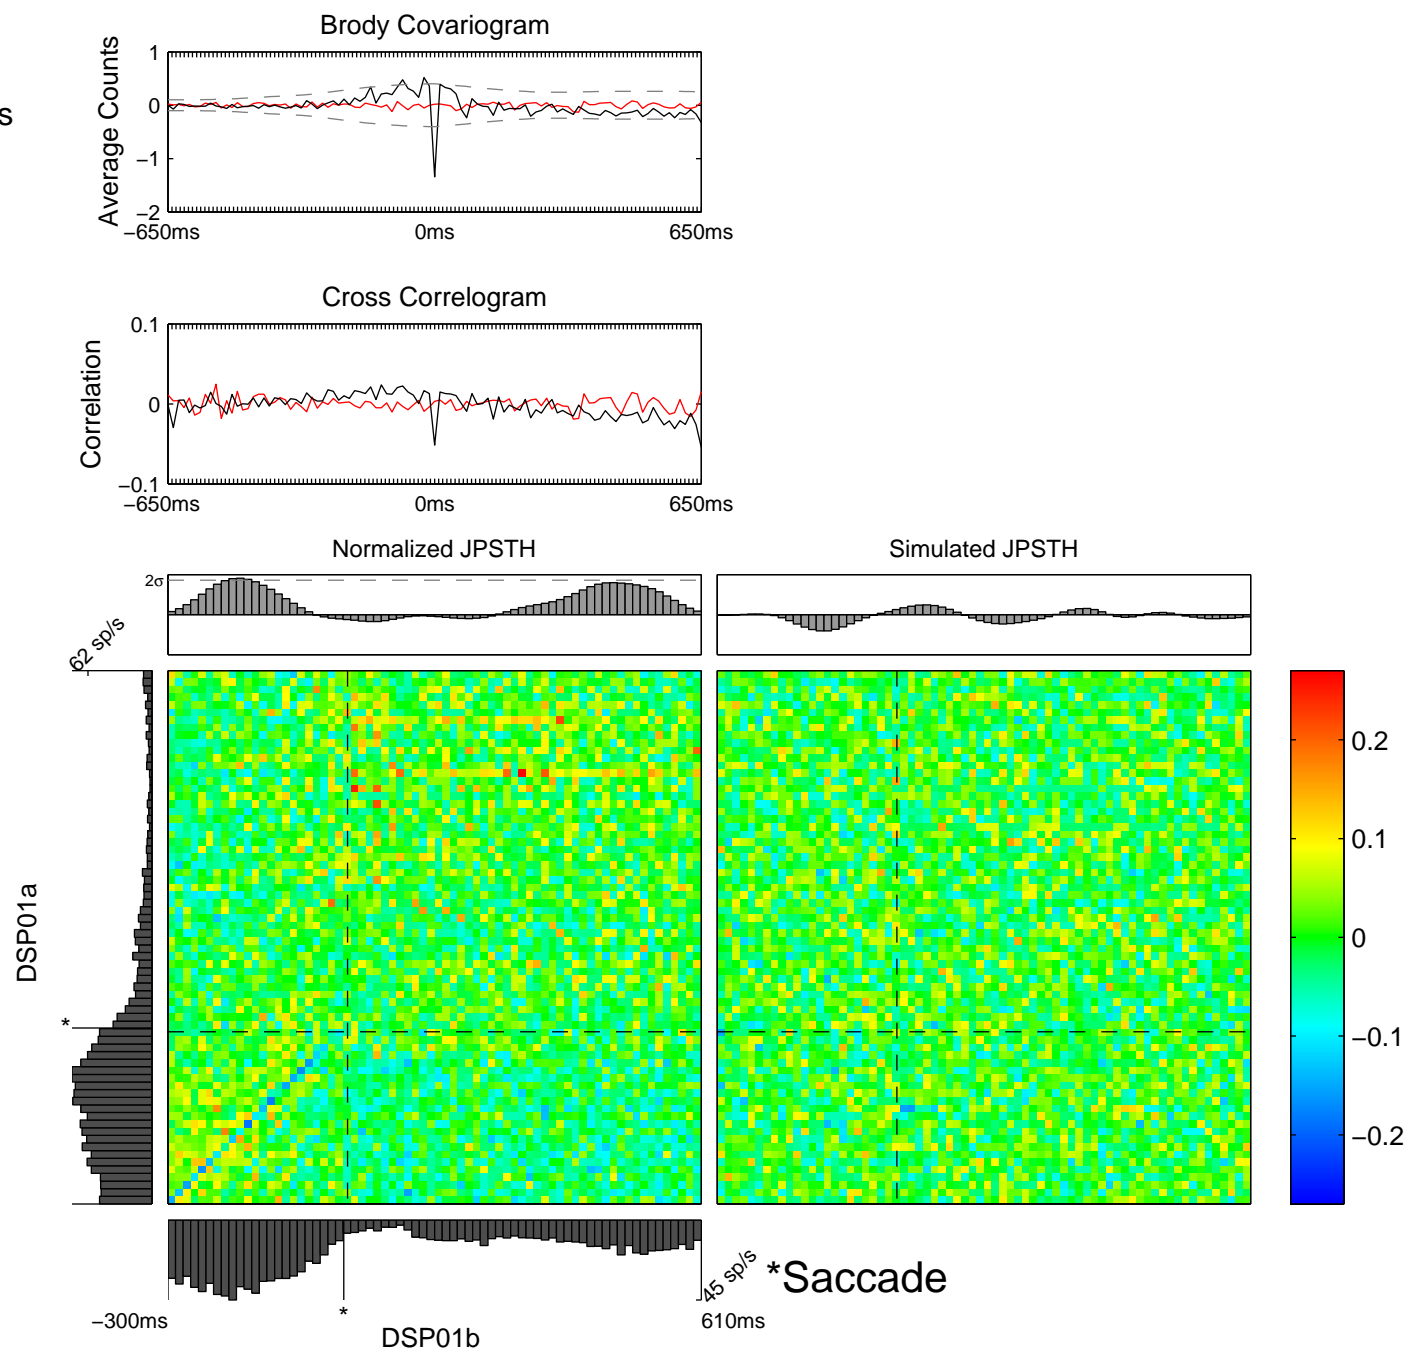 Brody Covariogram
s
Average Counts
1
0
−1
−2
−650ms
0ms
650ms
Cross Correlogram
Correlation
0.1
0
−0.1
−650ms
0ms
650ms
Normalized JPSTH
Simulated JPSTH
2σ
62 sp/s
DSP01a
*
0.2
0.1
0
−0.1
−0.2
45 sp/s
*Saccade
*
−300ms
610ms
DSP01b